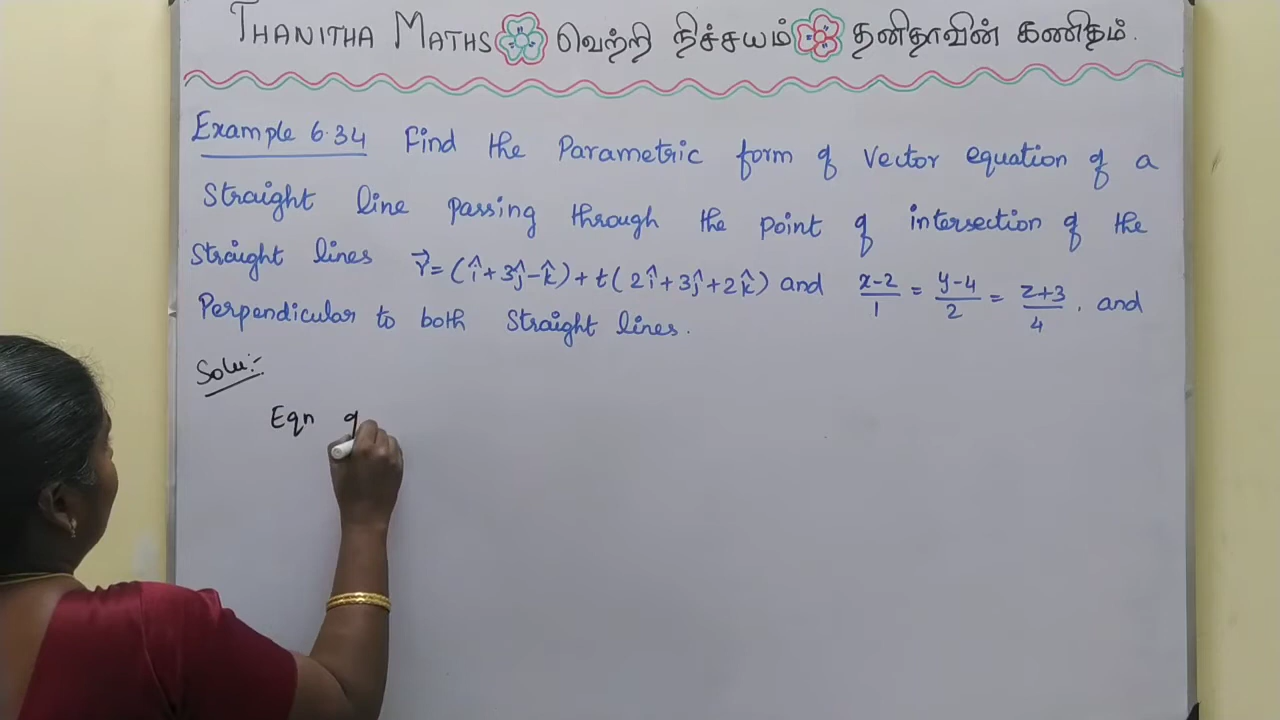 THANITHA MATHS வெற்றி நிச்சயம் தனிதாவின் கணிதம்.
Example 6.34 Find the Parametric form of Vector equation of a
Straight line passing through the point of intersection of the
Straight lines r⃗ = (î+3ĵ-k̂) + t(2î+3ĵ+2k̂) and x-2/1 = y-4/2 = z+3/4, and
Perpendicular to both Straight lines.
Solu:-
Eqn